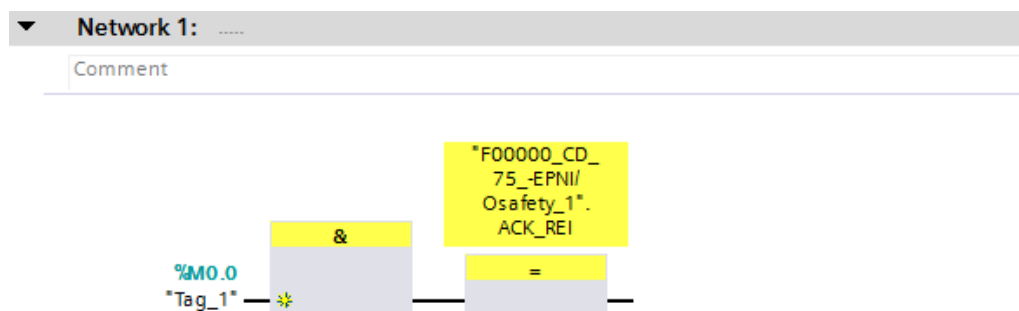 Network 1: .....
Comment
"F00000_CD_
75_-EPNI/
Osafety_1".
ACK_REI
&
%M0.0
=
"Tag_1"